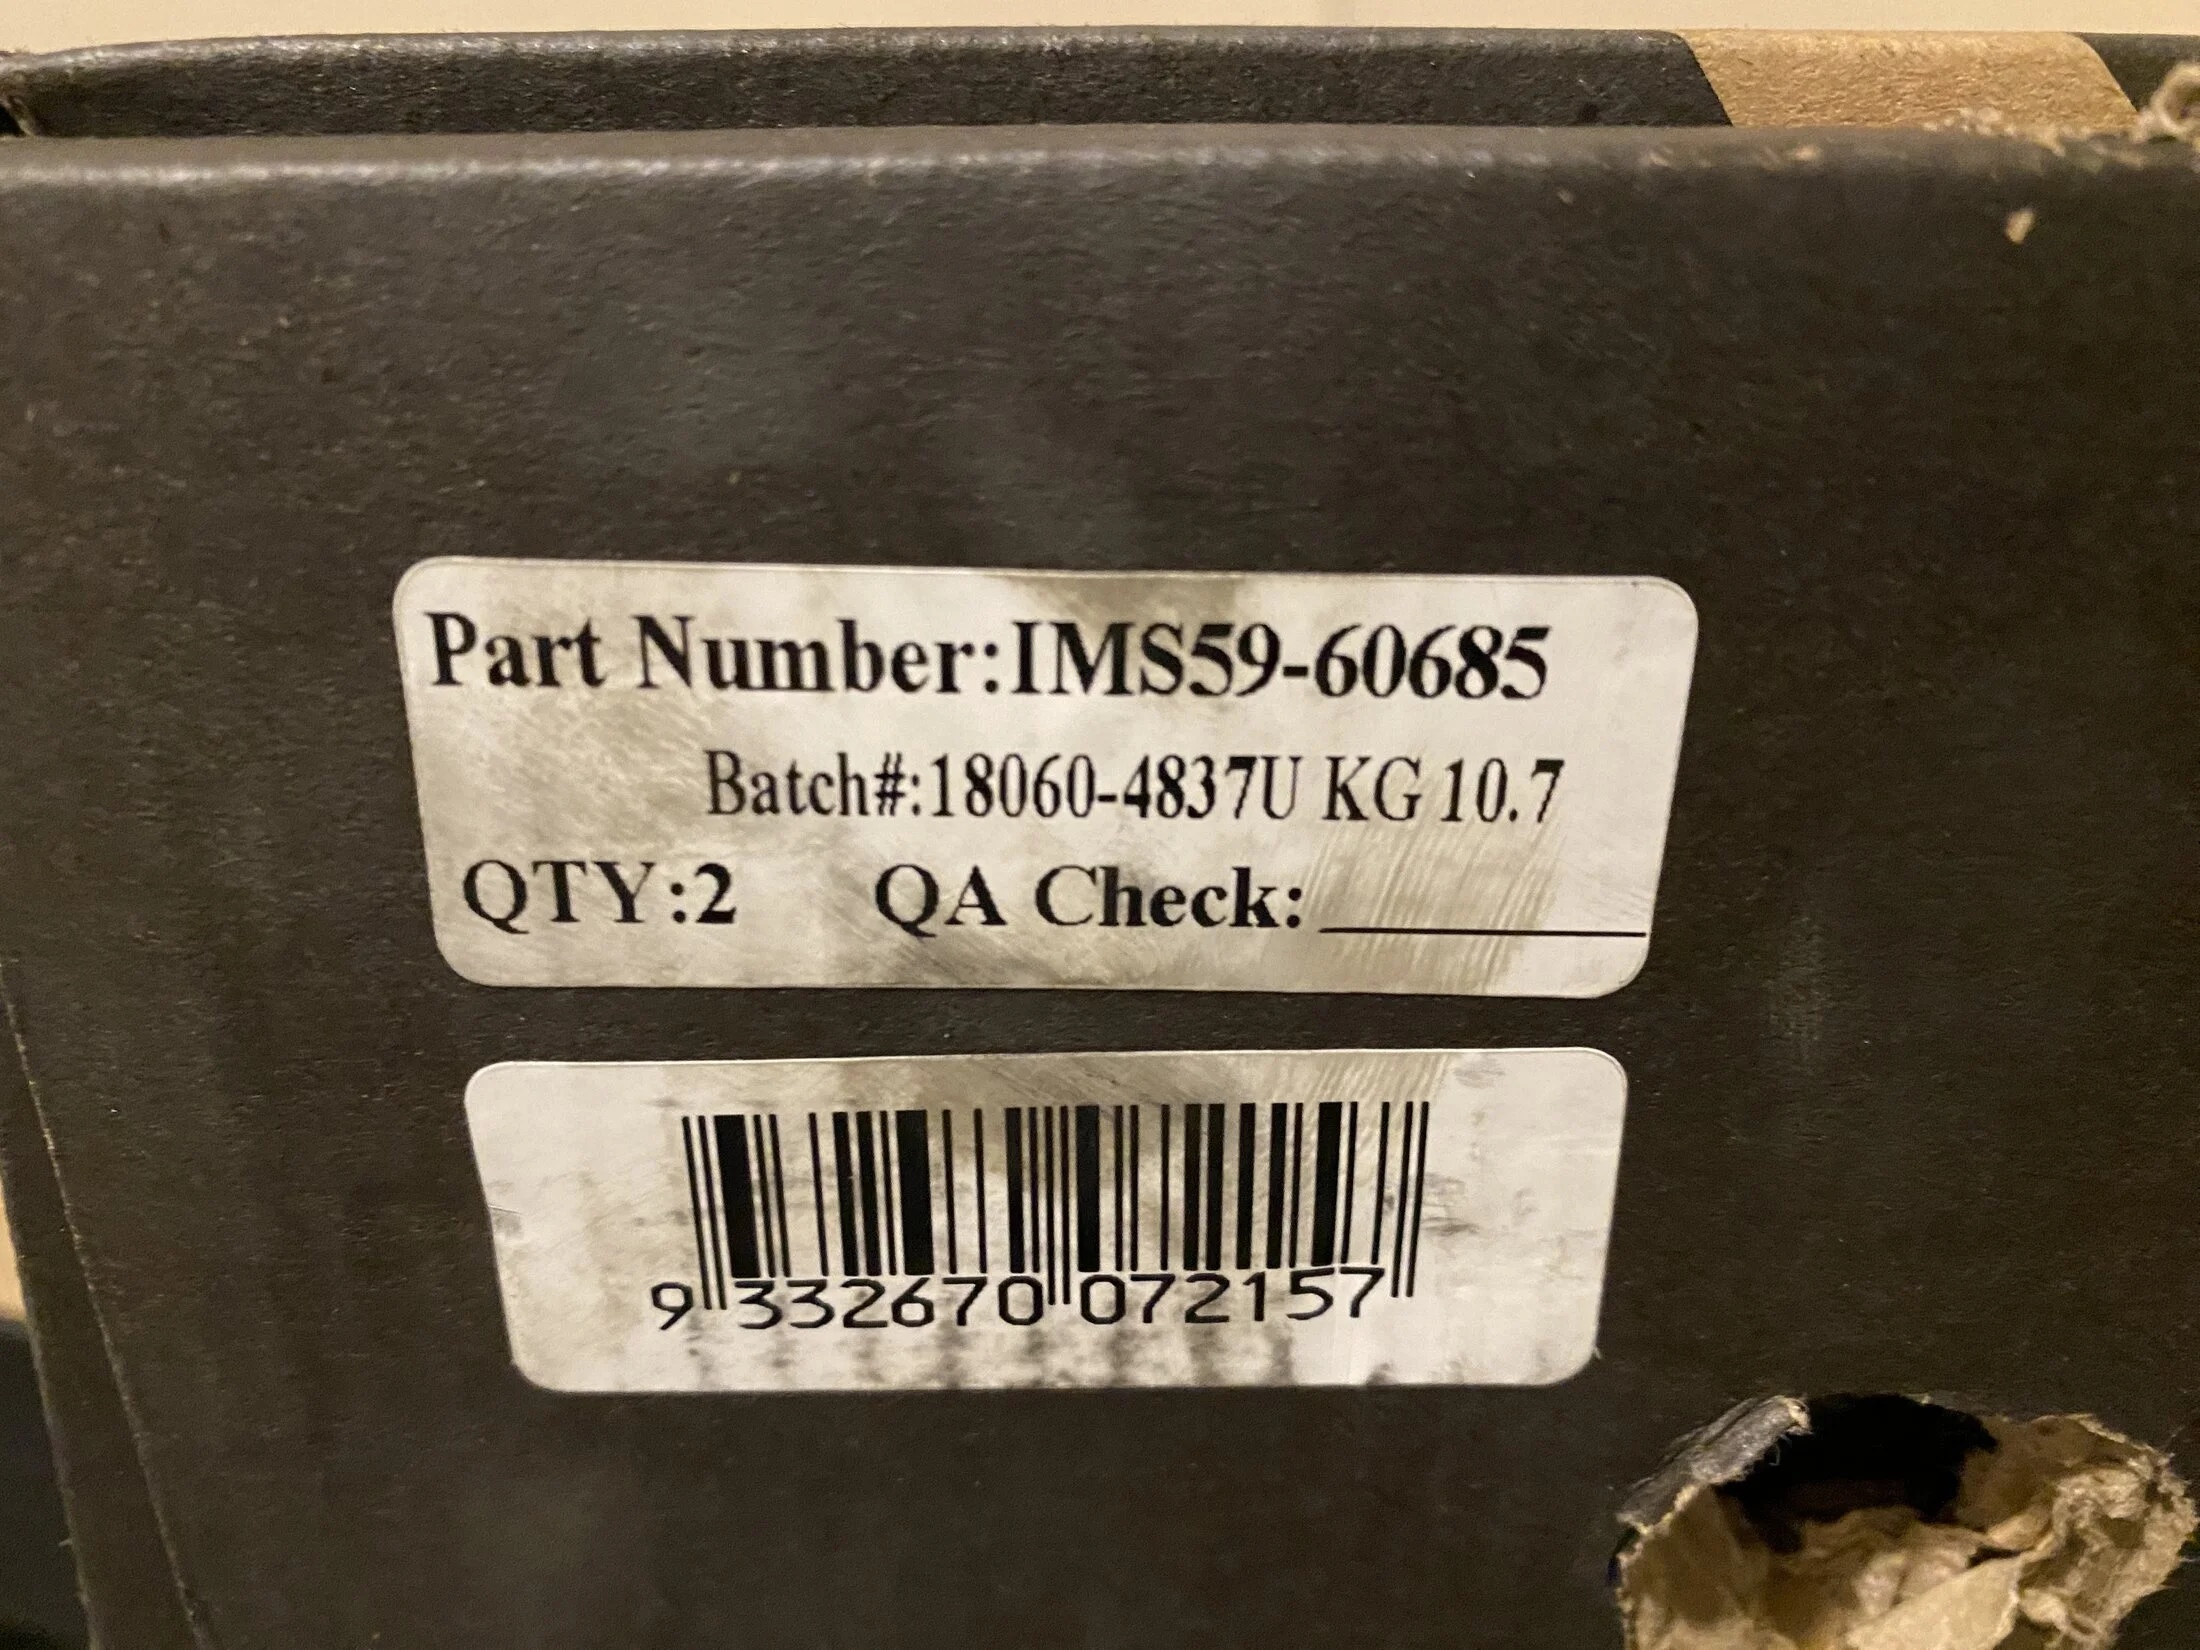 Part Number:IMS59-60685
Batch#:18060-4837U KG 10.7
QTY:2 QA Check:
9 332670 072157